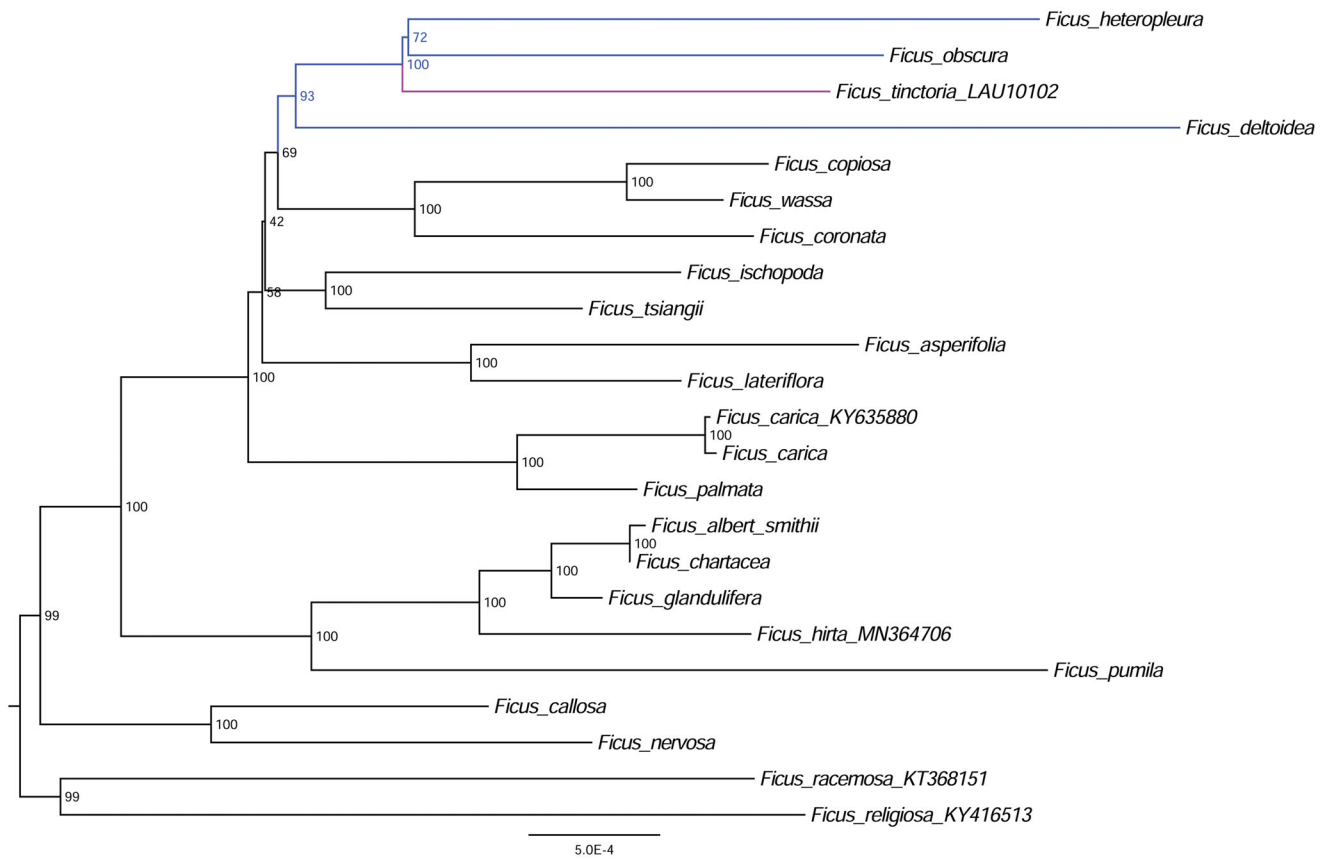 Ficus_heteropleura
72
Ficus_obscura
100
Ficus_tinctoria_LAU10102
93
Ficus_deltoidea
69
Ficus_copiosa
100
Ficus_wassa
100
42
Ficus_coronata
Ficus_ischopoda
58
100
Ficus_tsiangii
Ficus_asperifolia
100
100
Ficus_lateriflora
Ficus_carica_KY635880
100
Ficus_carica
100
Ficus_palmata
100
Ficus_albert_smithii
100
Ficus_chartacea
100
Ficus_glandulifera
100
99
Ficus_hirta_MN364706
100
Ficus_pumila
Ficus_callosa
100
Ficus_nervosa
Ficus_racemosa_KT368151
99
Ficus_religiosa_KY416513
5.0E-4